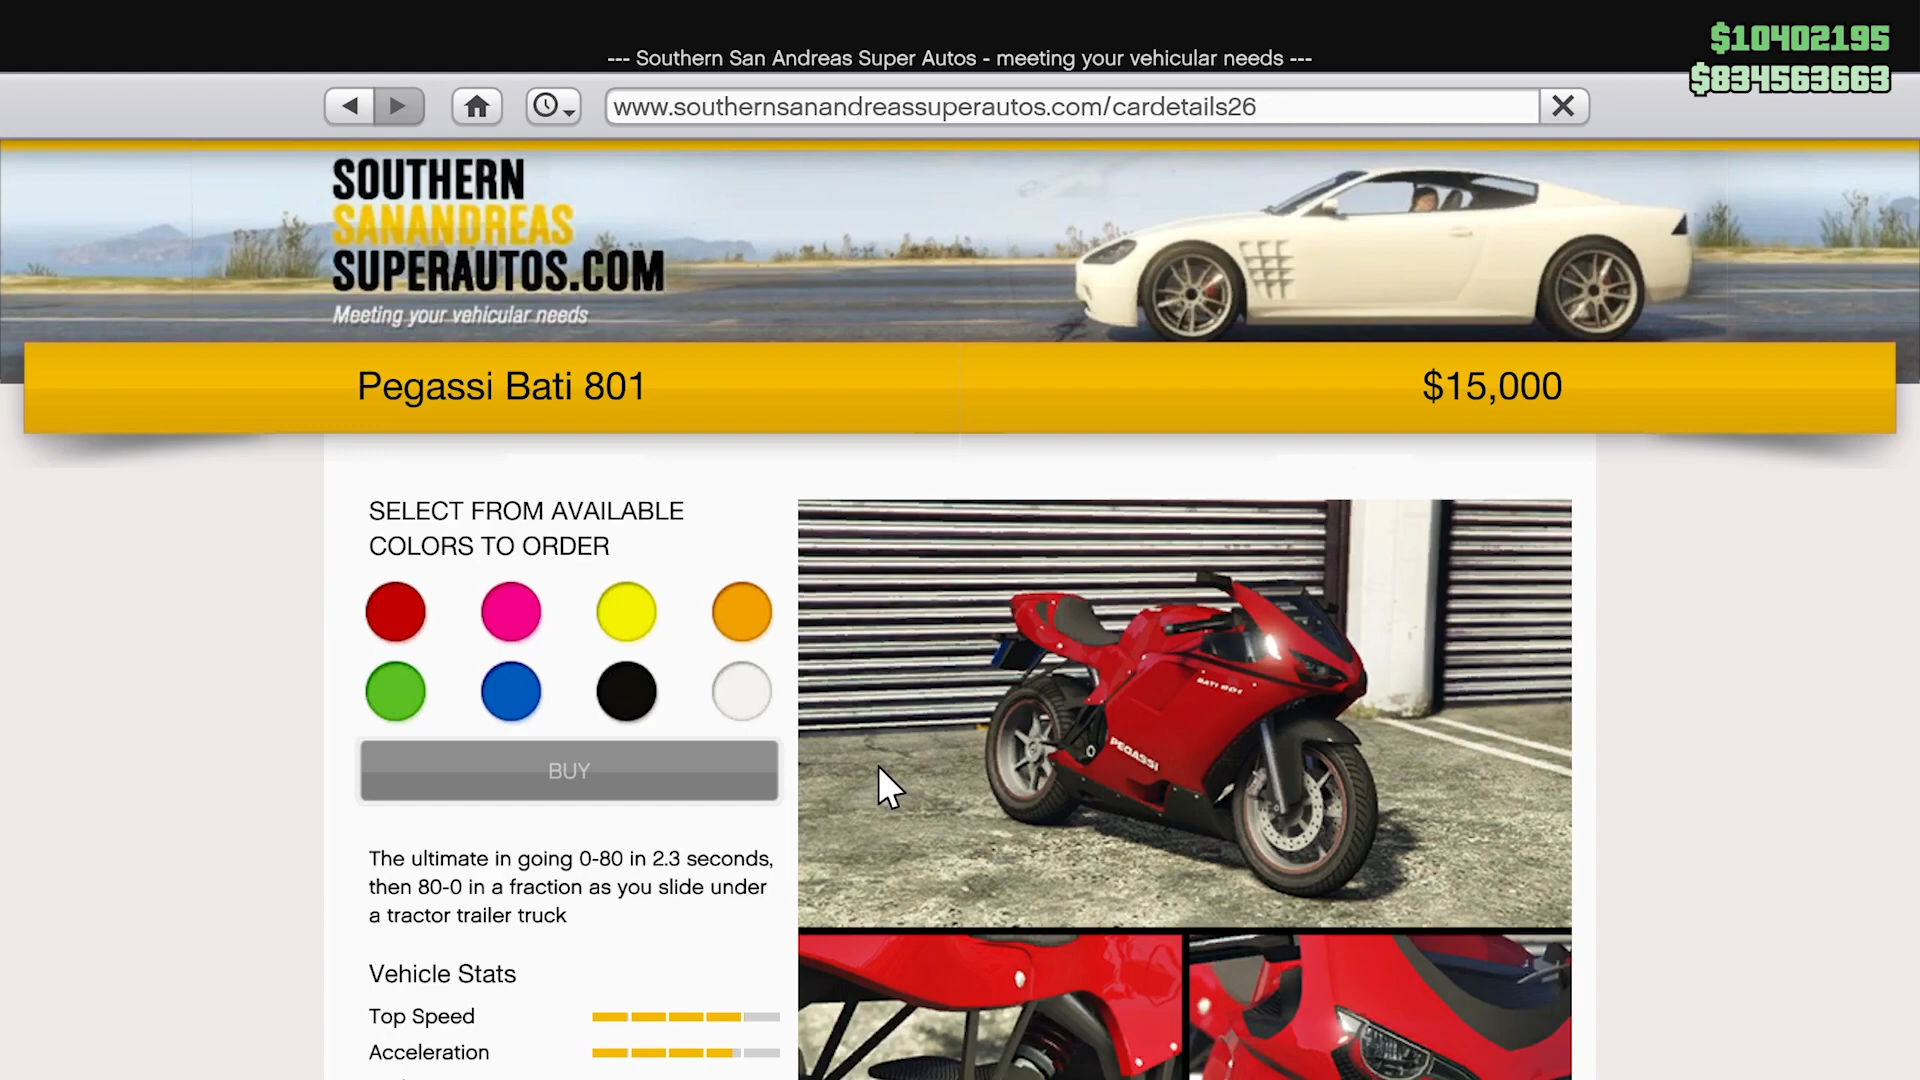 $10402195
--- Southern San Andreas Super Autos - meeting your vehicular needs ---
$834563663
www.southernsanandreassuperautos.com/cardetails26
SOUTHERN
SANANDREAS
SUPERAUTOS.COM
Meeting your vehicular needs
Pegassi Bati 801
$15,000
SELECT FROM AVAILABLE
COLORS TO ORDER
BUY
BATI 801
PEGASSI
The ultimate in going 0-80 in 2.3 seconds,
then 80-0 in a fraction as you slide under
a tractor trailer truck
Vehicle Stats
Top Speed
Acceleration